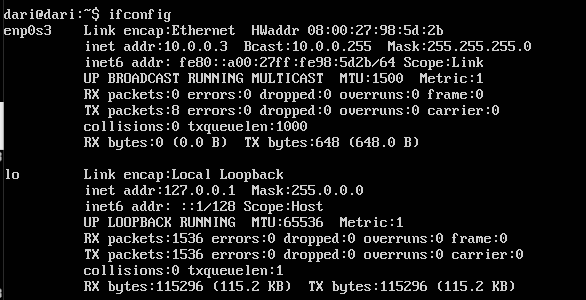 dari@dari:~$ ifconfig
enp0s3    Link encap:Ethernet  HWaddr 08:00:27:98:5d:2b
          inet addr:10.0.0.3  Bcast:10.0.0.255  Mask:255.255.255.0
          inet6 addr: fe80::a00:27ff:fe98:5d2b/64 Scope:Link
          UP BROADCAST RUNNING MULTICAST  MTU:1500  Metric:1
          RX packets:0 errors:0 dropped:0 overruns:0 frame:0
          TX packets:8 errors:0 dropped:0 overruns:0 carrier:0
          collisions:0 txqueuelen:1000
          RX bytes:0 (0.0 B)  TX bytes:648 (648.0 B)
lo        Link encap:Local Loopback
          inet addr:127.0.0.1  Mask:255.0.0.0
          inet6 addr: ::1/128 Scope:Host
          UP LOOPBACK RUNNING  MTU:65536  Metric:1
          RX packets:1536 errors:0 dropped:0 overruns:0 frame:0
          TX packets:1536 errors:0 dropped:0 overruns:0 carrier:0
          collisions:0 txqueuelen:1
          RX bytes:115296 (115.2 KB)  TX bytes:115296 (115.2 KB)